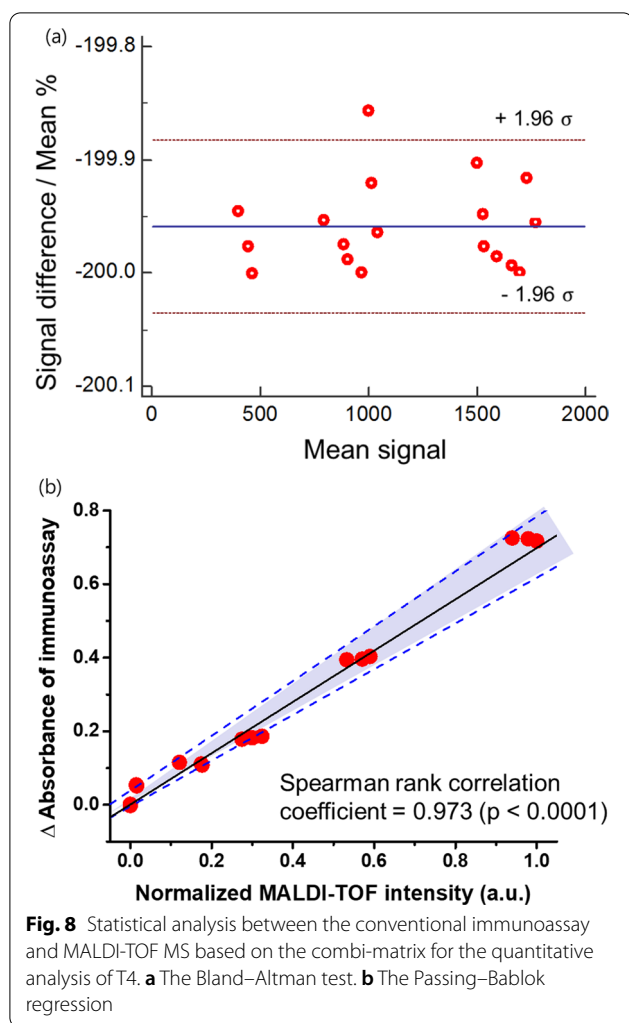 (a)
Signal difference / Mean %
-199.8
-199.9
-200.0
-200.1
+ 1.96 σ
- 1.96 σ
0 500 1000 1500 2000
Mean signal
(b)
Δ Absorbance of immunoassay
0.8
0.6
0.4
0.2
0.0
Spearman rank correlation
coefficient = 0.973 (p < 0.0001)
0.0 0.2 0.4 0.6 0.8 1.0
Normalized MALDI-TOF intensity (a.u.)
Fig. 8 Statistical analysis between the conventional immunoassay
and MALDI-TOF MS based on the combi-matrix for the quantitative
analysis of T4. a The Bland–Altman test. b The Passing–Bablok
regression